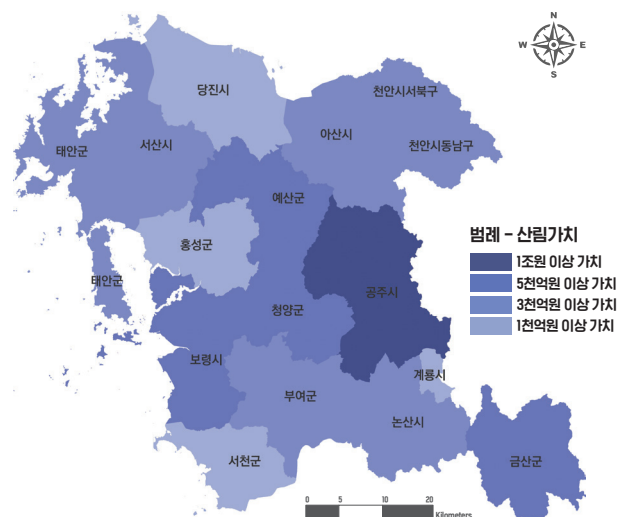 N
W
E
S
당진시
천안시서북구
아산시
서산시
천안시동남구
태안군
예산군
범례 - 산림가치
홍성군
1조원 이상 가치
5천억원 이상 가치
태안군
공주시
3천억원 이상 가치
청양군
1천억원 이상 가치
보령시
계룡시
부여군
논산시
서천군
금산군
0 5 10 20
Kilometers